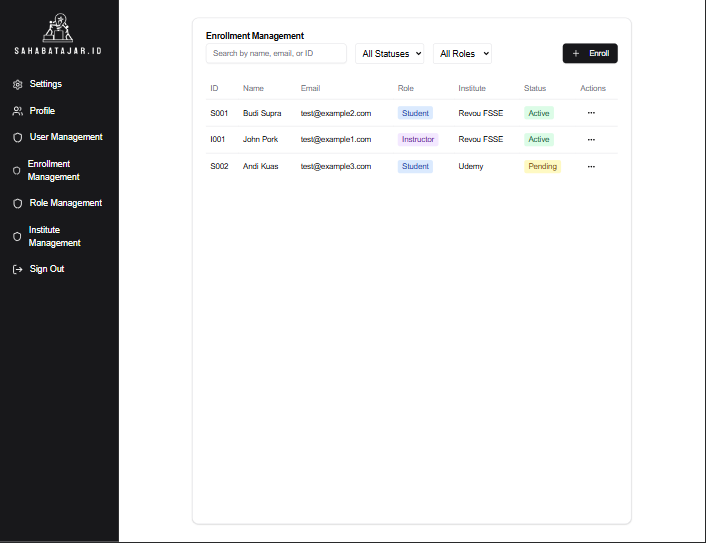 SAHABATAJAR.ID
Settings
Profile
User Management
Enrollment
Management
Role Management
Institute
Management
Sign Out
Enrollment Management
Search by name, email, or ID
All Statuses
All Roles
+ Enroll
ID Name Email Role Institute Status Actions
S001 Budi Supra test@example2.com Student Revou FSSE Active ···
I001 John Pork test@example1.com Instructor Revou FSSE Active ···
S002 Andi Kuas test@example3.com Student Udemy Pending ···